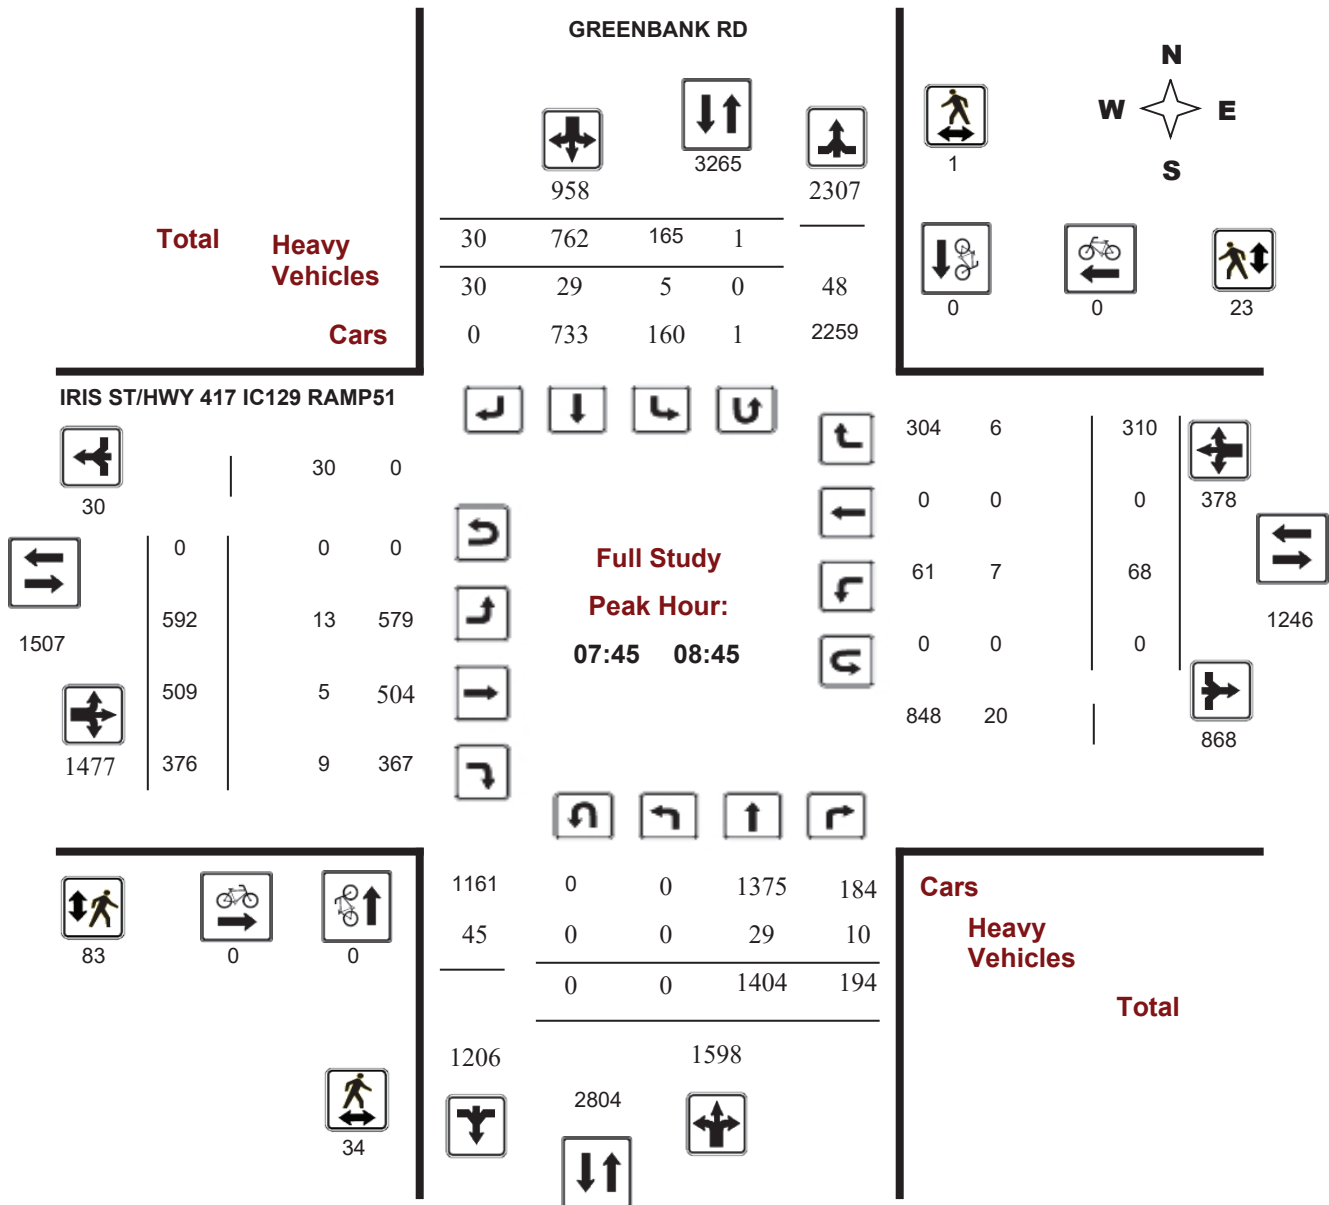 GREENBANK RD
N
W E
S
3265
1
958 2307
Total Heavy
Vehicles
Cars
30 762 165 1
30 29 5 0 48
0 733 160 1 2259
0 0 23
IRIS ST/HWY 417 IC129 RAMP51
30 0
30
0 0 0
592 13 579
1507
509 5 504
1477 376 9 367
Full Study
Peak Hour:
07:45 08:45
304 6 310
0 0 0 378
61 7 68
1246
0 0 0
848 20
868
1161 0 0 1375 184
45 0 0 29 10
0 0 1404 194
1206 1598
2804
83 0 0
34
Cars
Heavy
Vehicles
Total